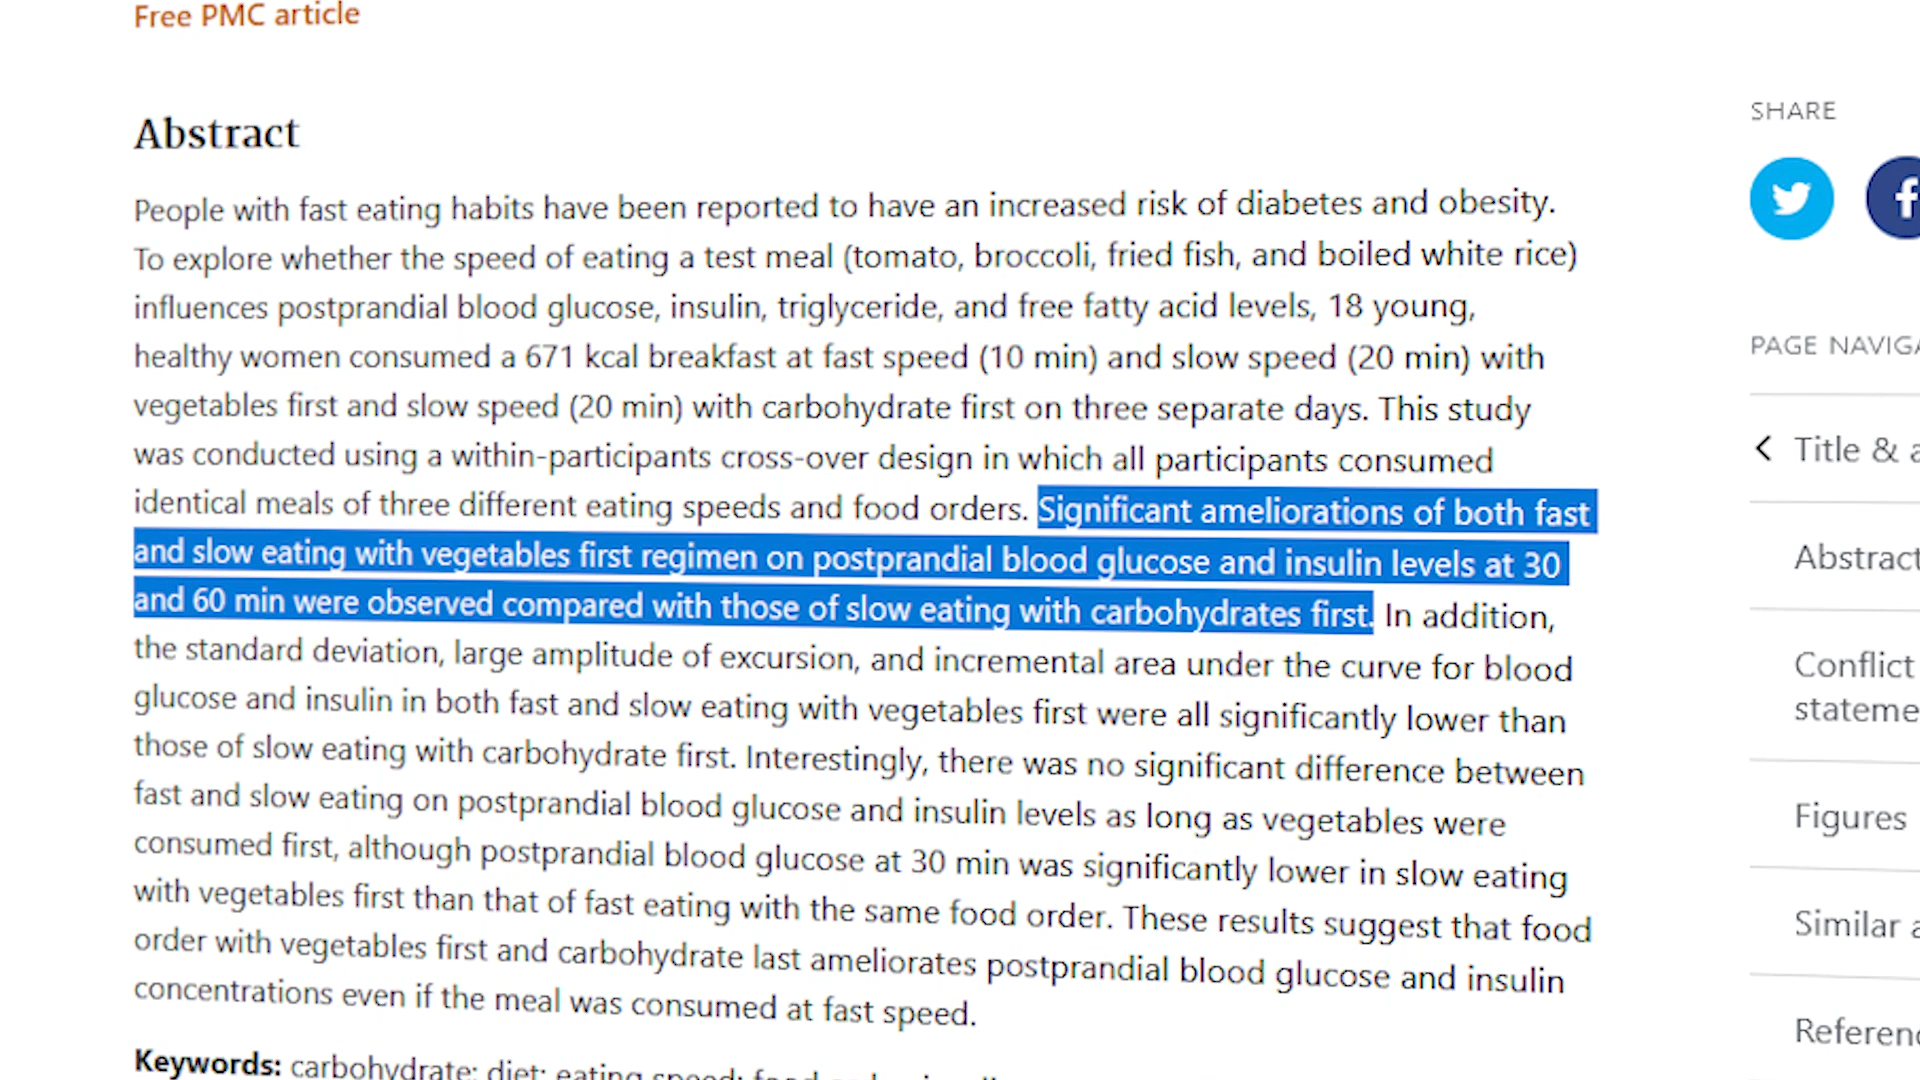 Free PMC article
Abstract
People with fast eating habits have been reported to have an increased risk of diabetes and obesity.
To explore whether the speed of eating a test meal (tomato, broccoli, fried fish, and boiled white rice)
influences postprandial blood glucose, insulin, triglyceride, and free fatty acid levels, 18 young,
healthy women consumed a 671 kcal breakfast at fast speed (10 min) and slow speed (20 min) with
vegetables first and slow speed (20 min) with carbohydrate first on three separate days. This study
was conducted using a within-participants cross-over design in which all participants consumed
identical meals of three different eating speeds and food orders. Significant ameliorations of both fast
and slow eating with vegetables first regimen on postprandial blood glucose and insulin levels at 30
and 60 min were observed compared with those of slow eating with carbohydrates first. In addition,
the standard deviation, large amplitude of excursion, and incremental area under the curve for blood
glucose and insulin in both fast and slow eating with vegetables first were all significantly lower than
those of slow eating with carbohydrate first. Interestingly, there was no significant difference between
fast and slow eating on postprandial blood glucose and insulin levels as long as vegetables were
consumed first, although postprandial blood glucose at 30 min was significantly lower in slow eating
with vegetables first than that of fast eating with the same food order. These results suggest that food
order with vegetables first and carbohydrate last ameliorates postprandial blood glucose and insulin
concentrations even if the meal was consumed at fast speed.
Keywords: carbohydrate; diet; eating speed;
SHARE
PAGE NAVIGA
Title & a
Abstract
Conflict
stateme
Figures
Similar a
Referen